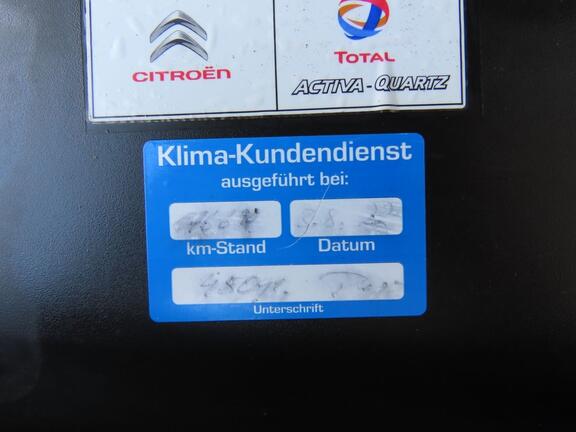 CITROËN
TOTAL
ACTIVA-QUARTZ
Klima-Kundendienst
ausgeführt bei:
km-Stand Datum
Unterschrift